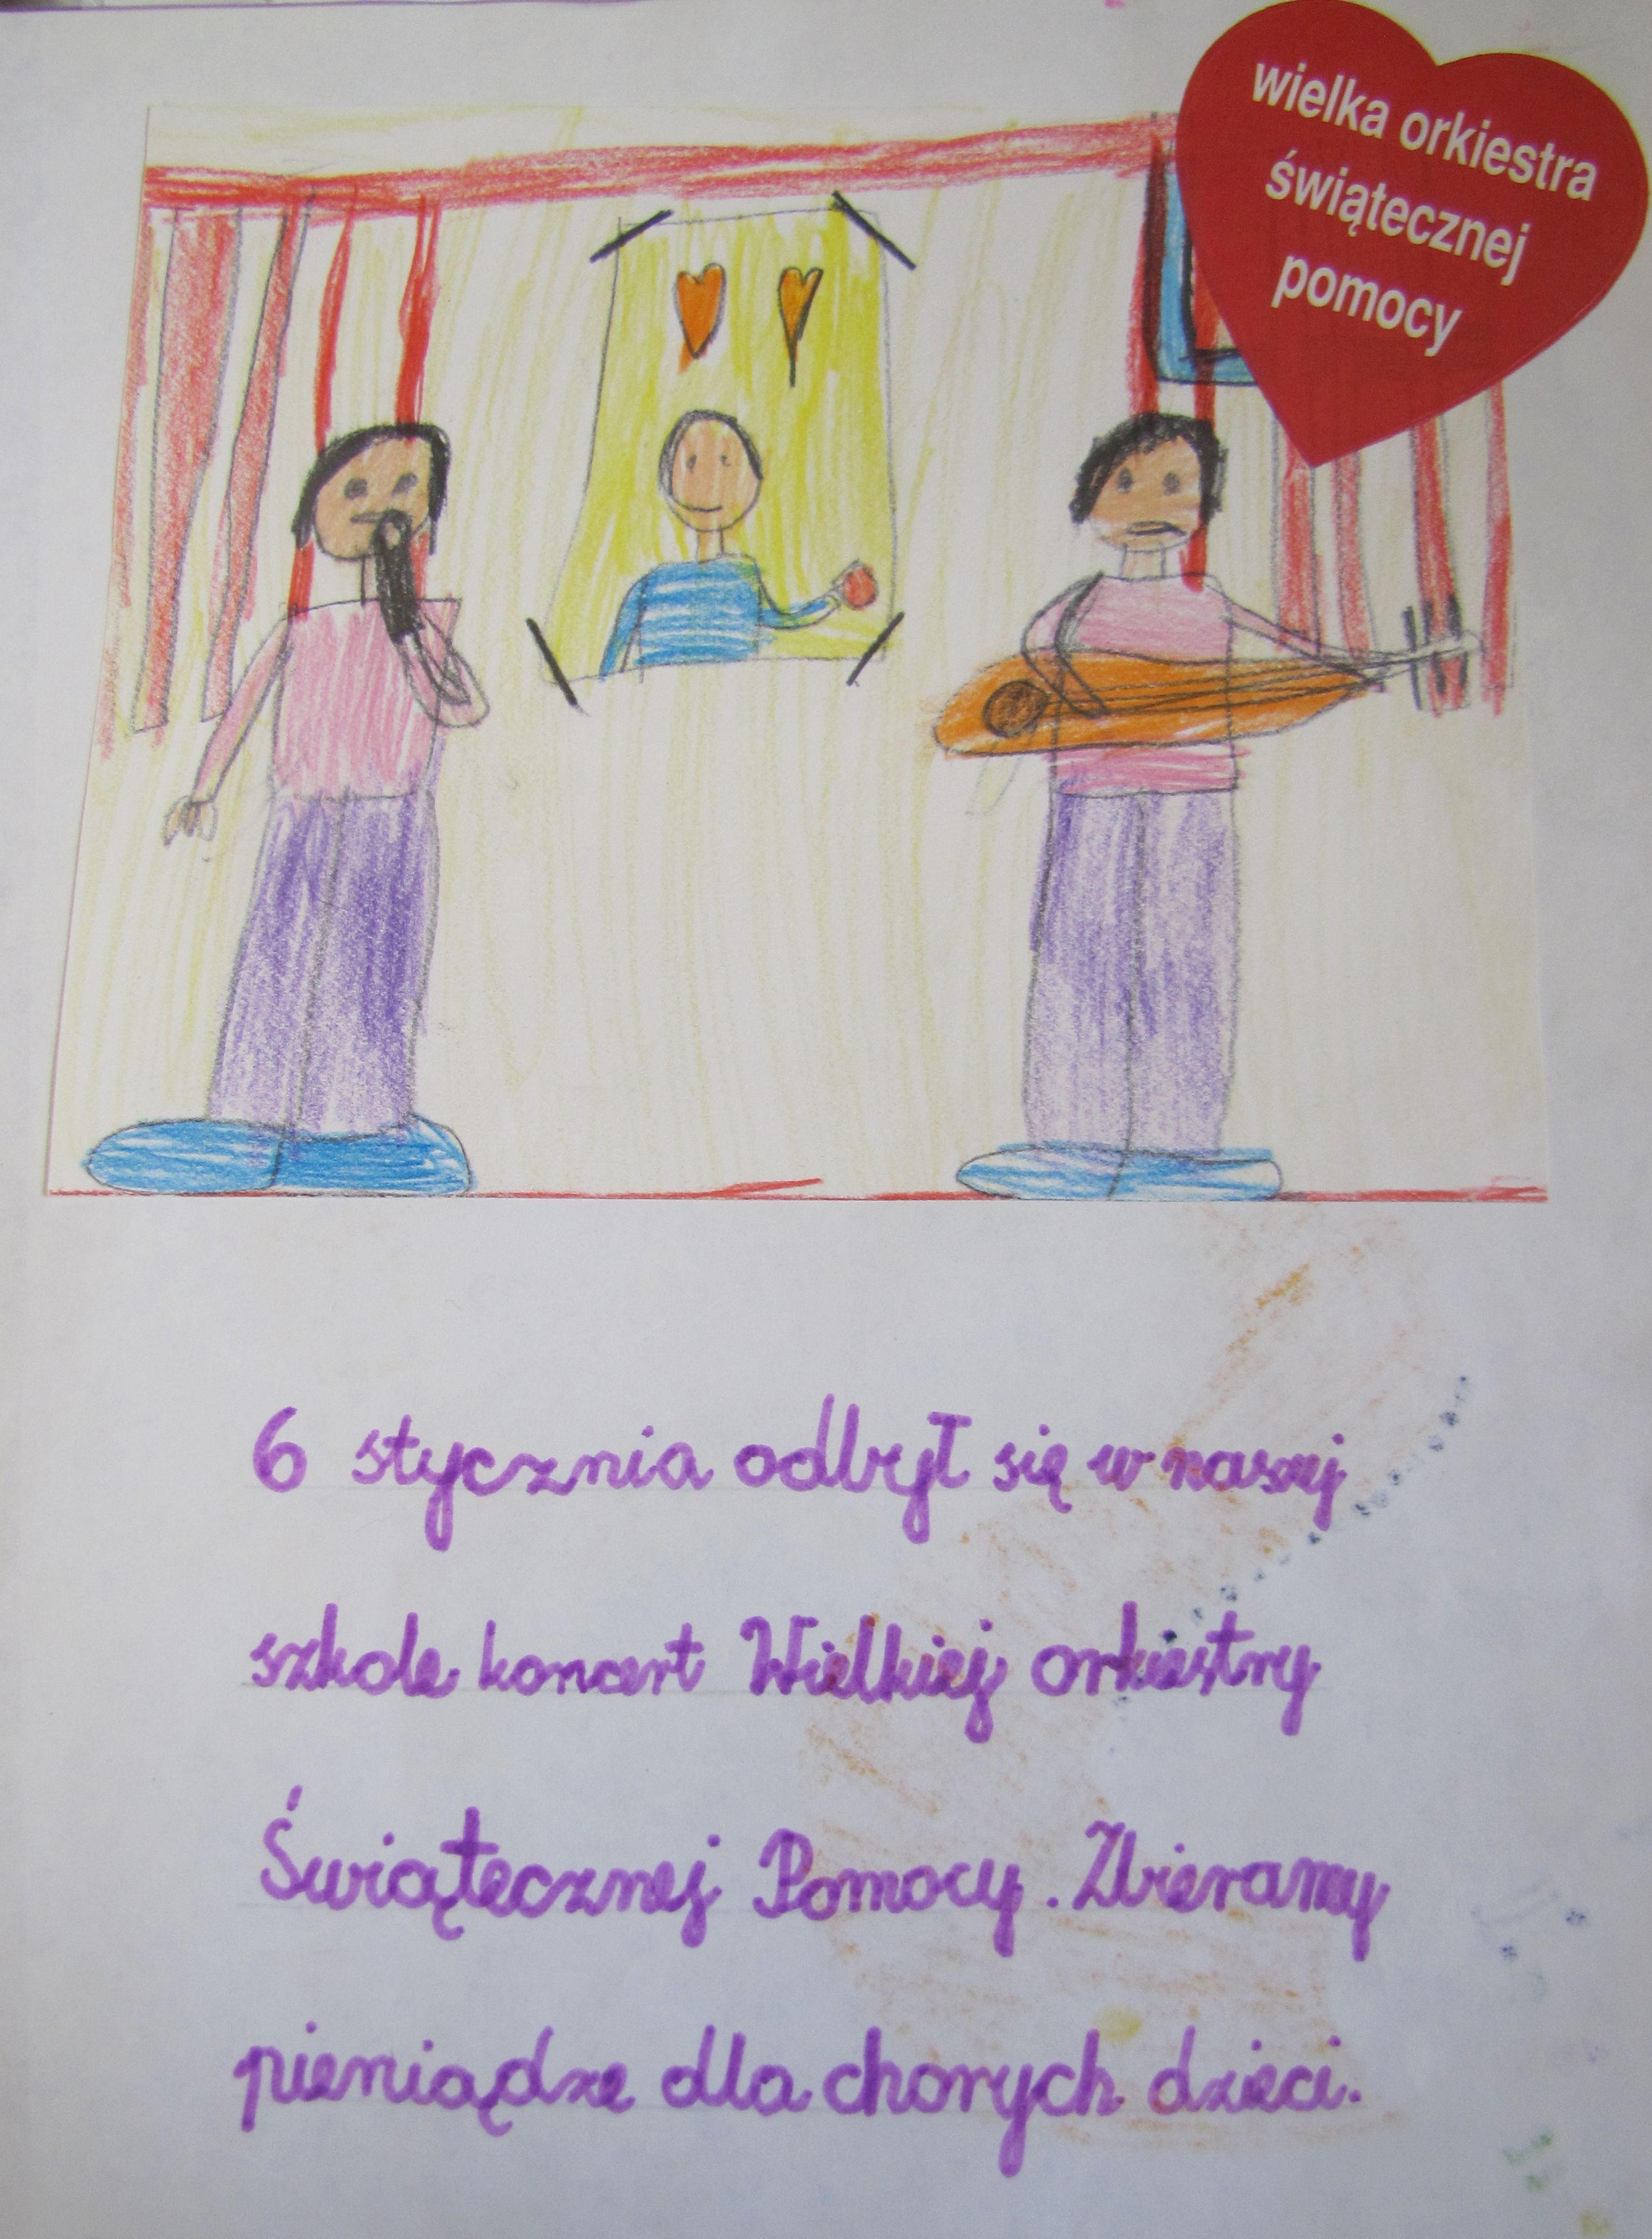 wielka orkiestra
świątecznej
pomocy
6 stycznia odbył się w naszej
szkole koncert Wielkiej orkiestry
Świątecznej Pomocy. Zbieramy
pieniądze dla chorych dzieci.